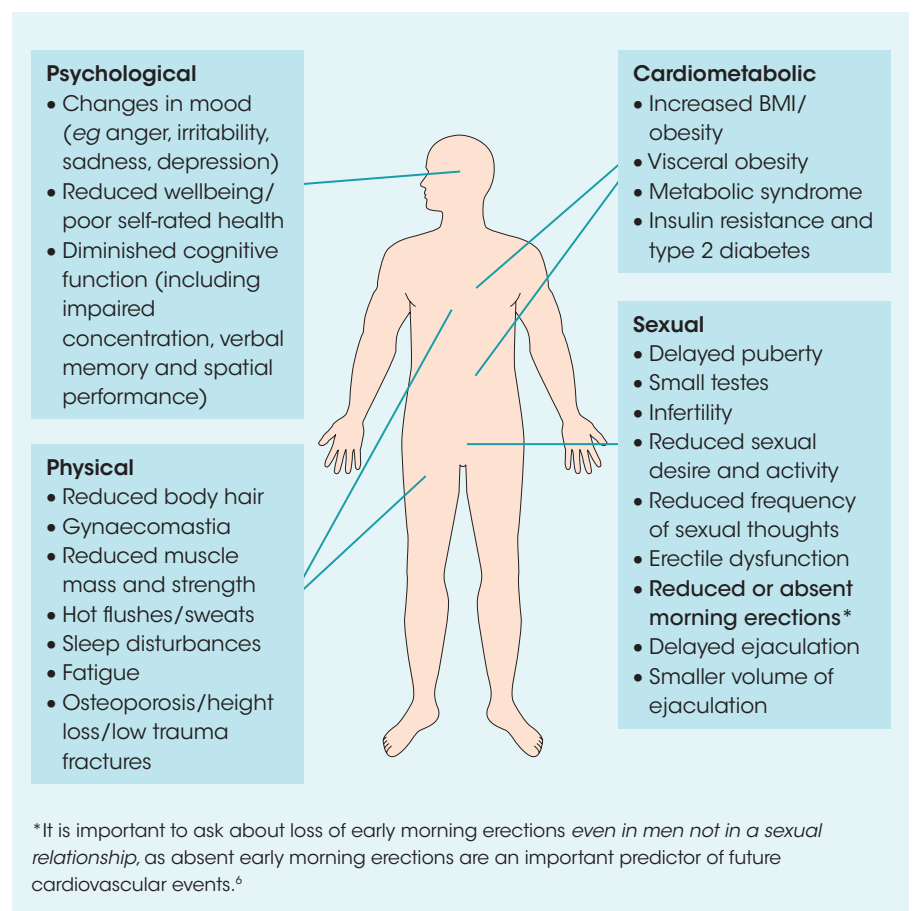 Psychological
• Changes in mood
(eg anger, irritability,
sadness, depression)
• Reduced wellbeing/
poor self-rated health
• Diminished cognitive
function (including
impaired
concentration, verbal
memory and spatial
performance)
Physical
• Reduced body hair
• Gynaecomastia
• Reduced muscle
mass and strength
• Hot flushes/sweats
• Sleep disturbances
• Fatigue
• Osteoporosis/height
loss/low trauma
fractures
Cardiometabolic
• Increased BMI/
obesity
• Visceral obesity
• Metabolic syndrome
• Insulin resistance and
type 2 diabetes
Sexual
• Delayed puberty
• Small testes
• Infertility
• Reduced sexual
desire and activity
• Reduced frequency
of sexual thoughts
• Erectile dysfunction
• Reduced or absent
morning erections*
• Delayed ejaculation
• Smaller volume of
ejaculation
*It is important to ask about loss of early morning erections even in men not in a sexual
relationship, as absent early morning erections are an important predictor of future
cardiovascular events.⁶